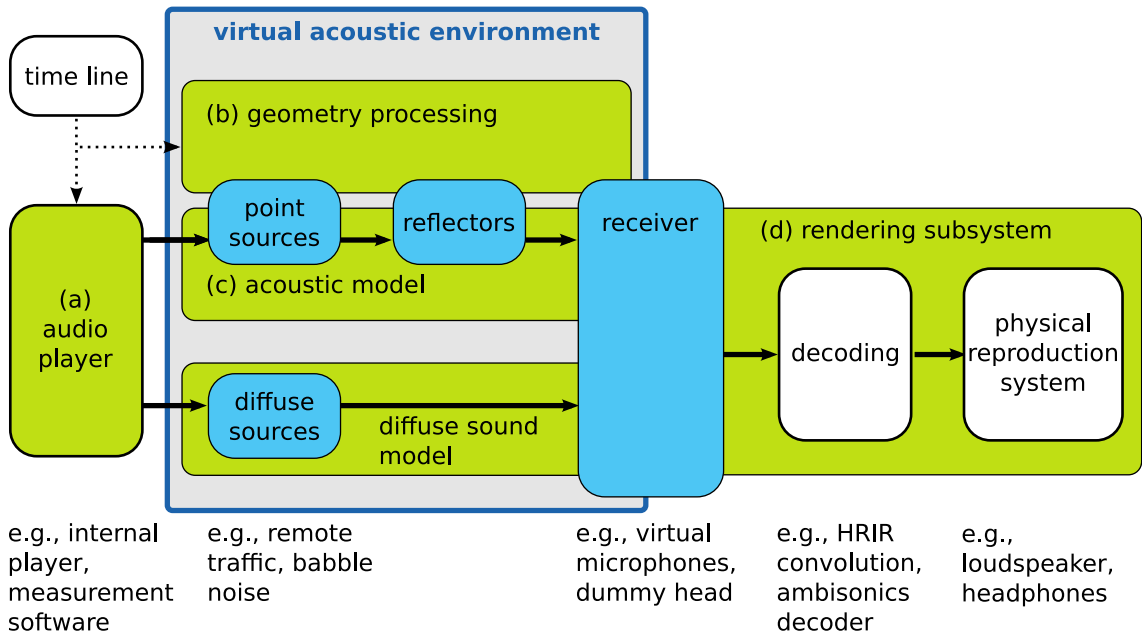 virtual acoustic environment
time line
(b) geometry processing
point
sources
reflectors
receiver
(d) rendering subsystem
(c) acoustic model
(a)
audio
player
decoding
physical
reproduction
system
diffuse
sources
diffuse sound
model
e.g., internal
player,
measurement
software
e.g., remote
traffic, babble
noise
e.g., virtual
microphones,
dummy head
e.g., HRIR
convolution,
ambisonics
decoder
e.g.,
loudspeaker,
headphones